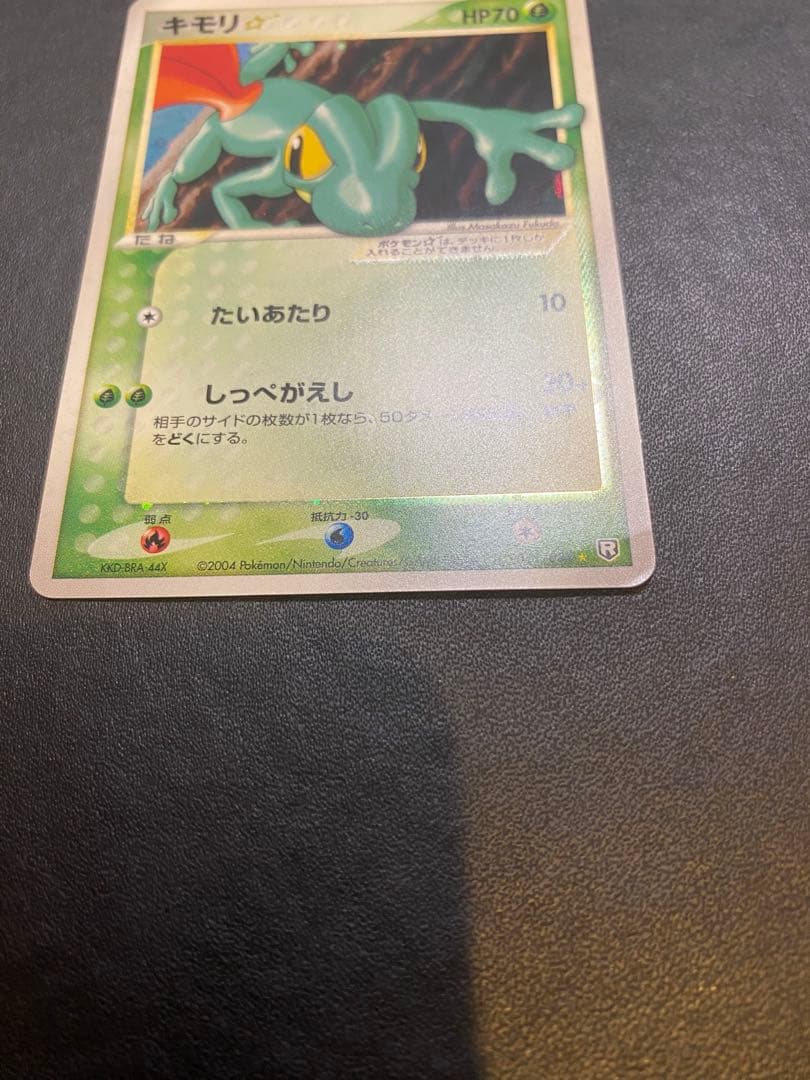 キモリ☆ HP70
Illus. Masakazu Fukuda
たね
ポケモン☆は、デッキに1枚しか
入れることができません。
たいあたり 10
しっぺがえし 20+
相手のサイドの枚数が1枚なら、50ダメ
をどくにする。
弱点 抵抗力 -30
KKD-BRA 44X ©2004 Pokémon/Nintendo/Creatures/
R